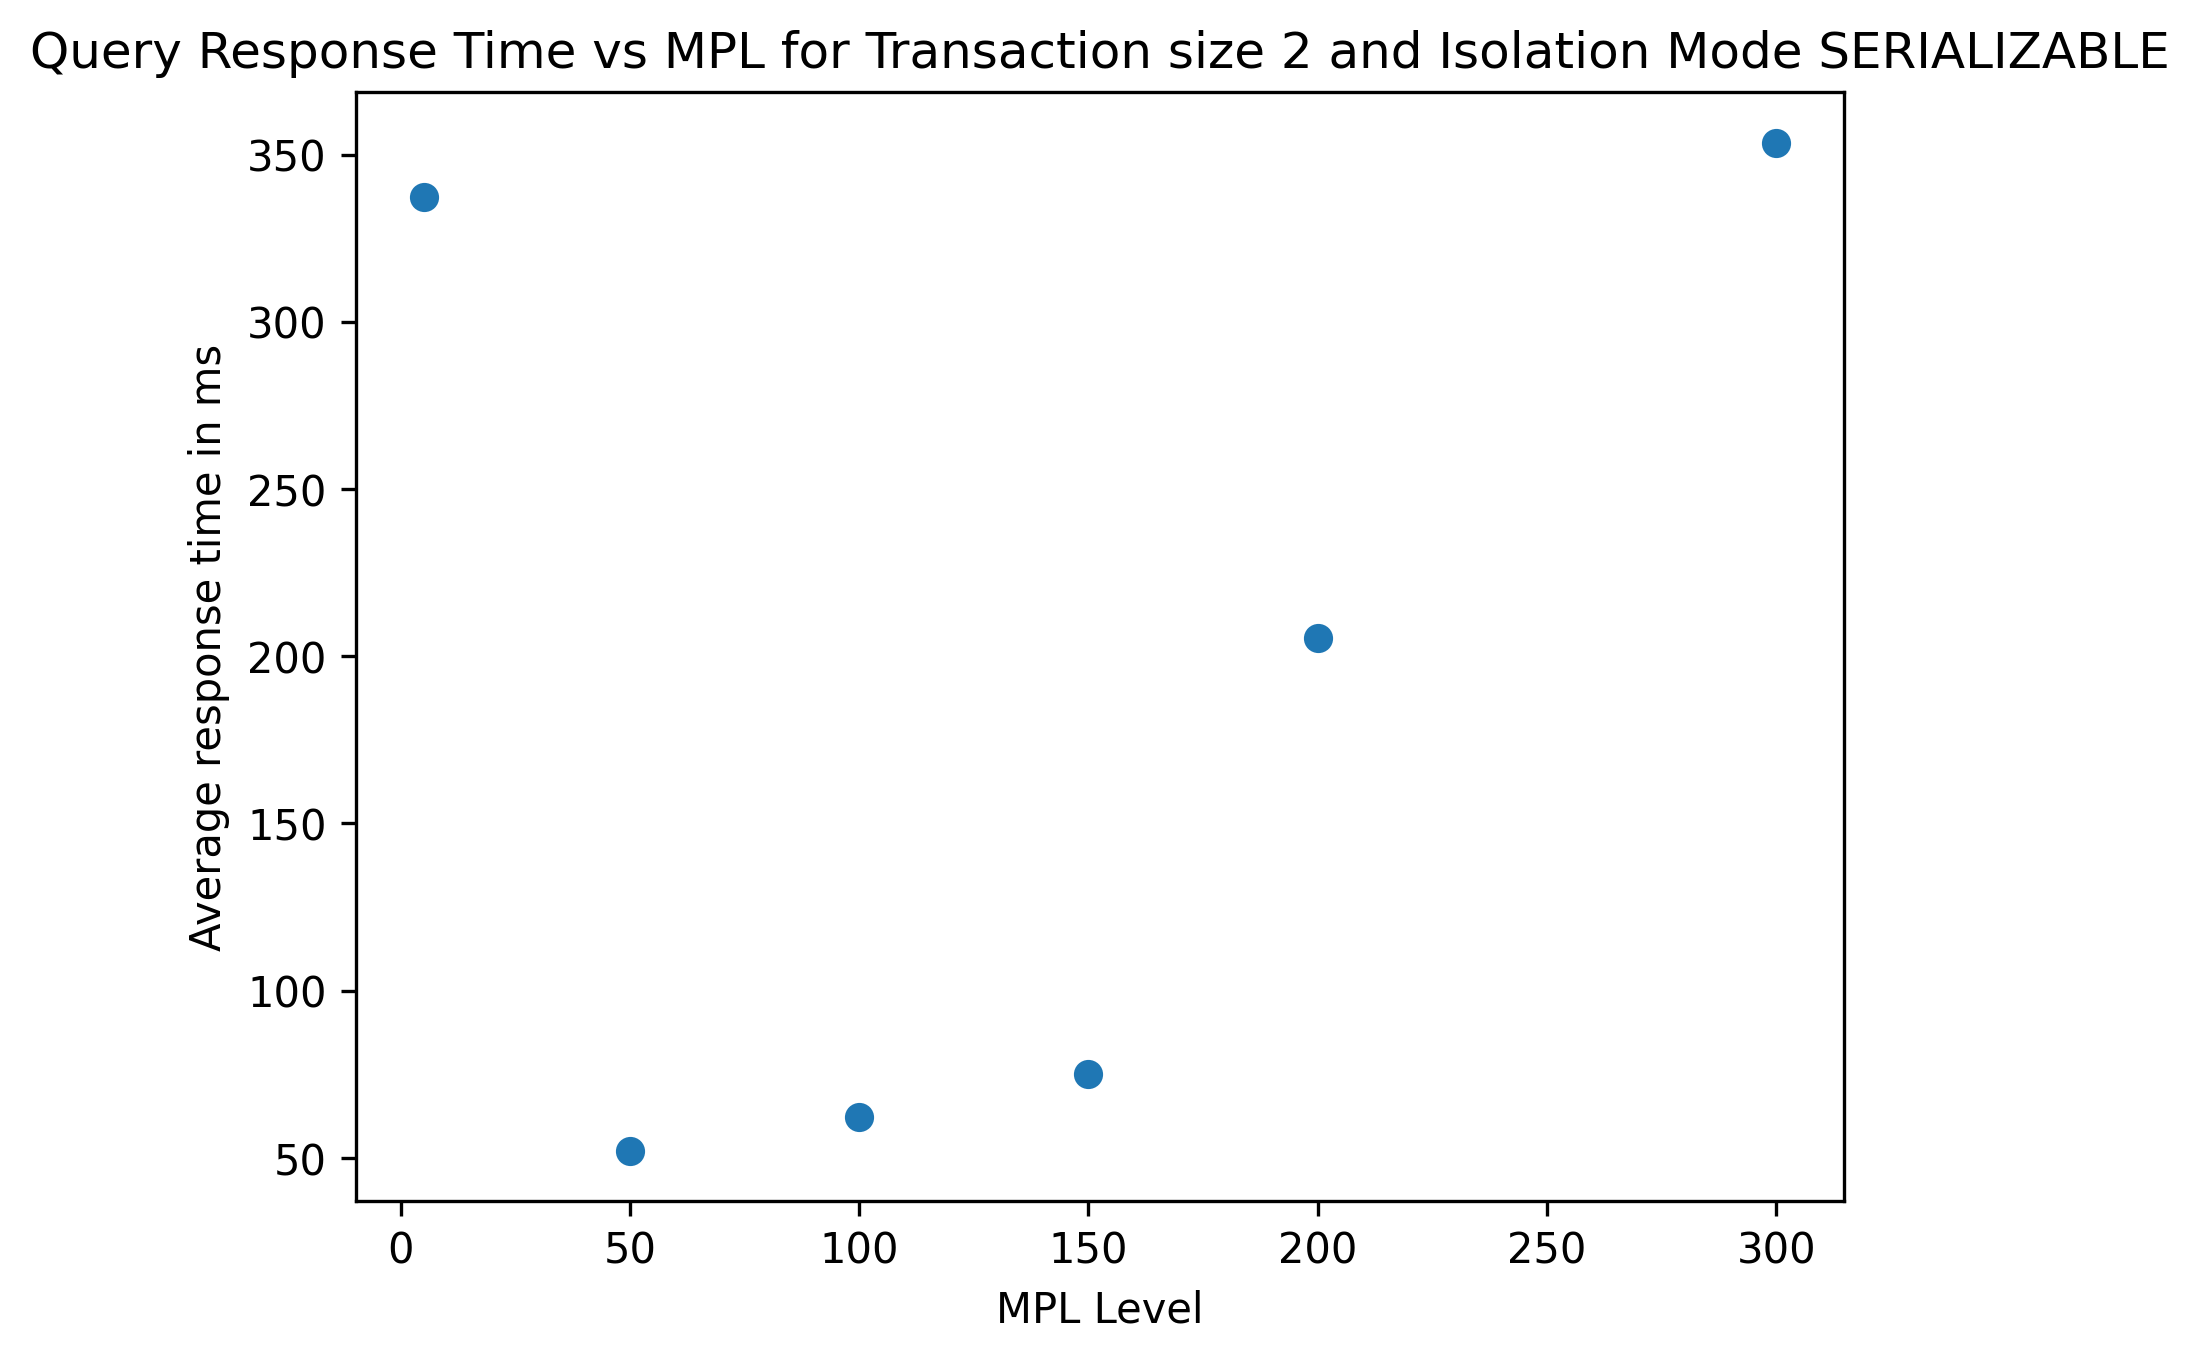 Query Response Time vs MPL for Transaction size 2 and Isolation Mode SERIALIZABLE
350
300
250
200
150
100
50
Average response time in ms
0 50 100 150 200 250 300
MPL Level